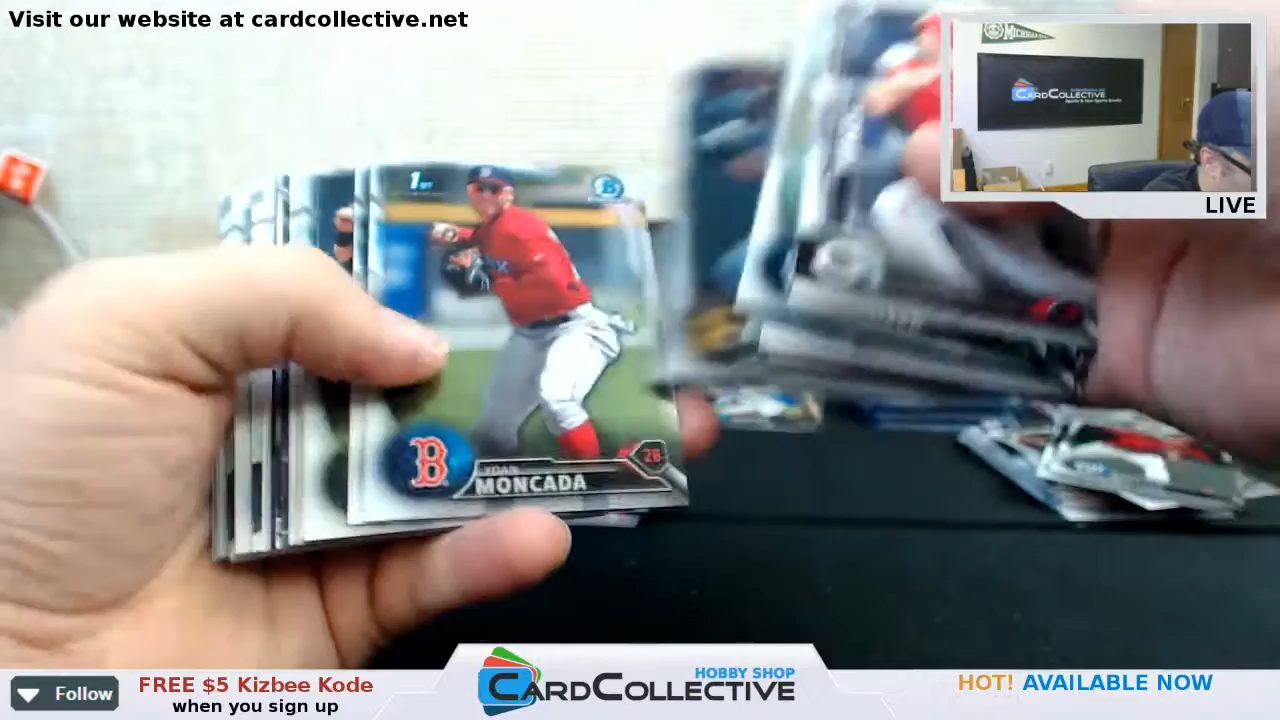 Visit our website at cardcollective.net
MICHIGAN
CARDCOLLECTIVE
LIVE
1ST
B
YOAN
MONCADA
2B
Follow
FREE $5 Kizbee Kode
when you sign up
HOBBY SHOP
CARDCOLLECTIVE
HOT! AVAILABLE NOW